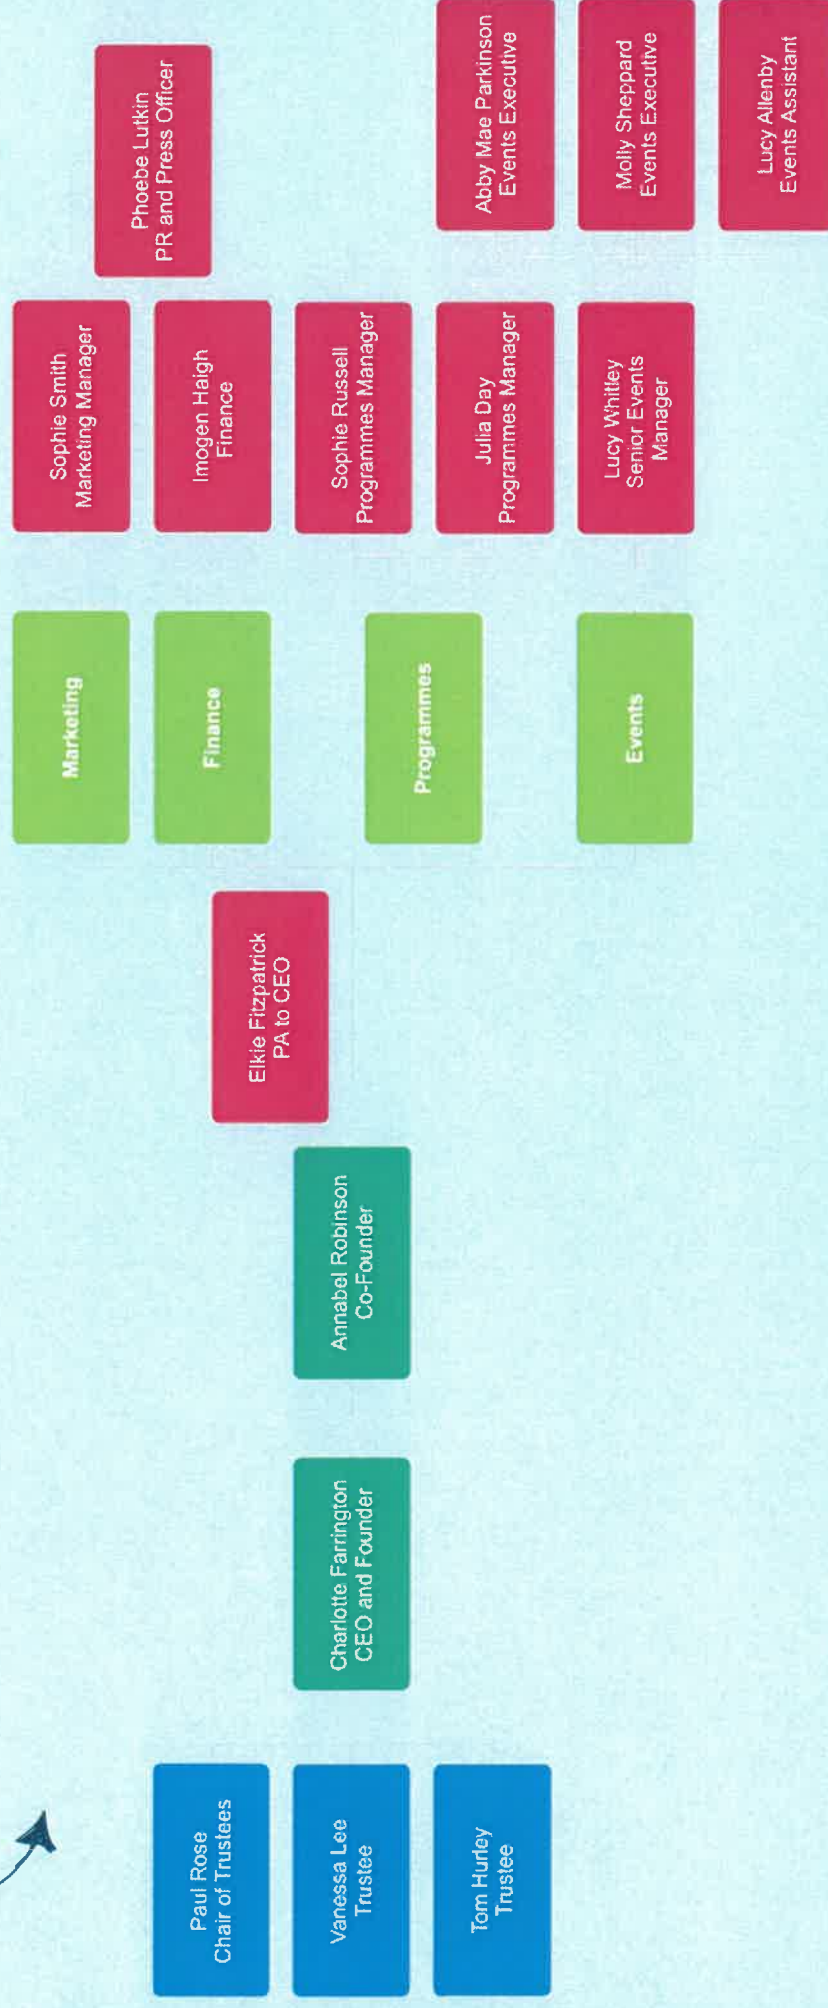 Paul Rose
Chair of Trustees
Vanessa Lee
Trustee
Tom Hurley
Trustee
Charlotte Farrington
CEO and Founder
Annabel Robinson
Co-Founder
Elkie Fitzpatrick
PA to CEO
Marketing
Finance
Programmes
Events
Sophie Smith
Marketing Manager
Imogen Haigh
Finance
Sophie Russell
Programmes Manager
Julia Day
Programmes Manager
Lucy Whitley
Senior Events
Manager
Phoebe Lutkin
PR and Press Officer
Abby Mae Parkinson
Events Executive
Molly Sheppard
Events Executive
Lucy Allenby
Events Assistant